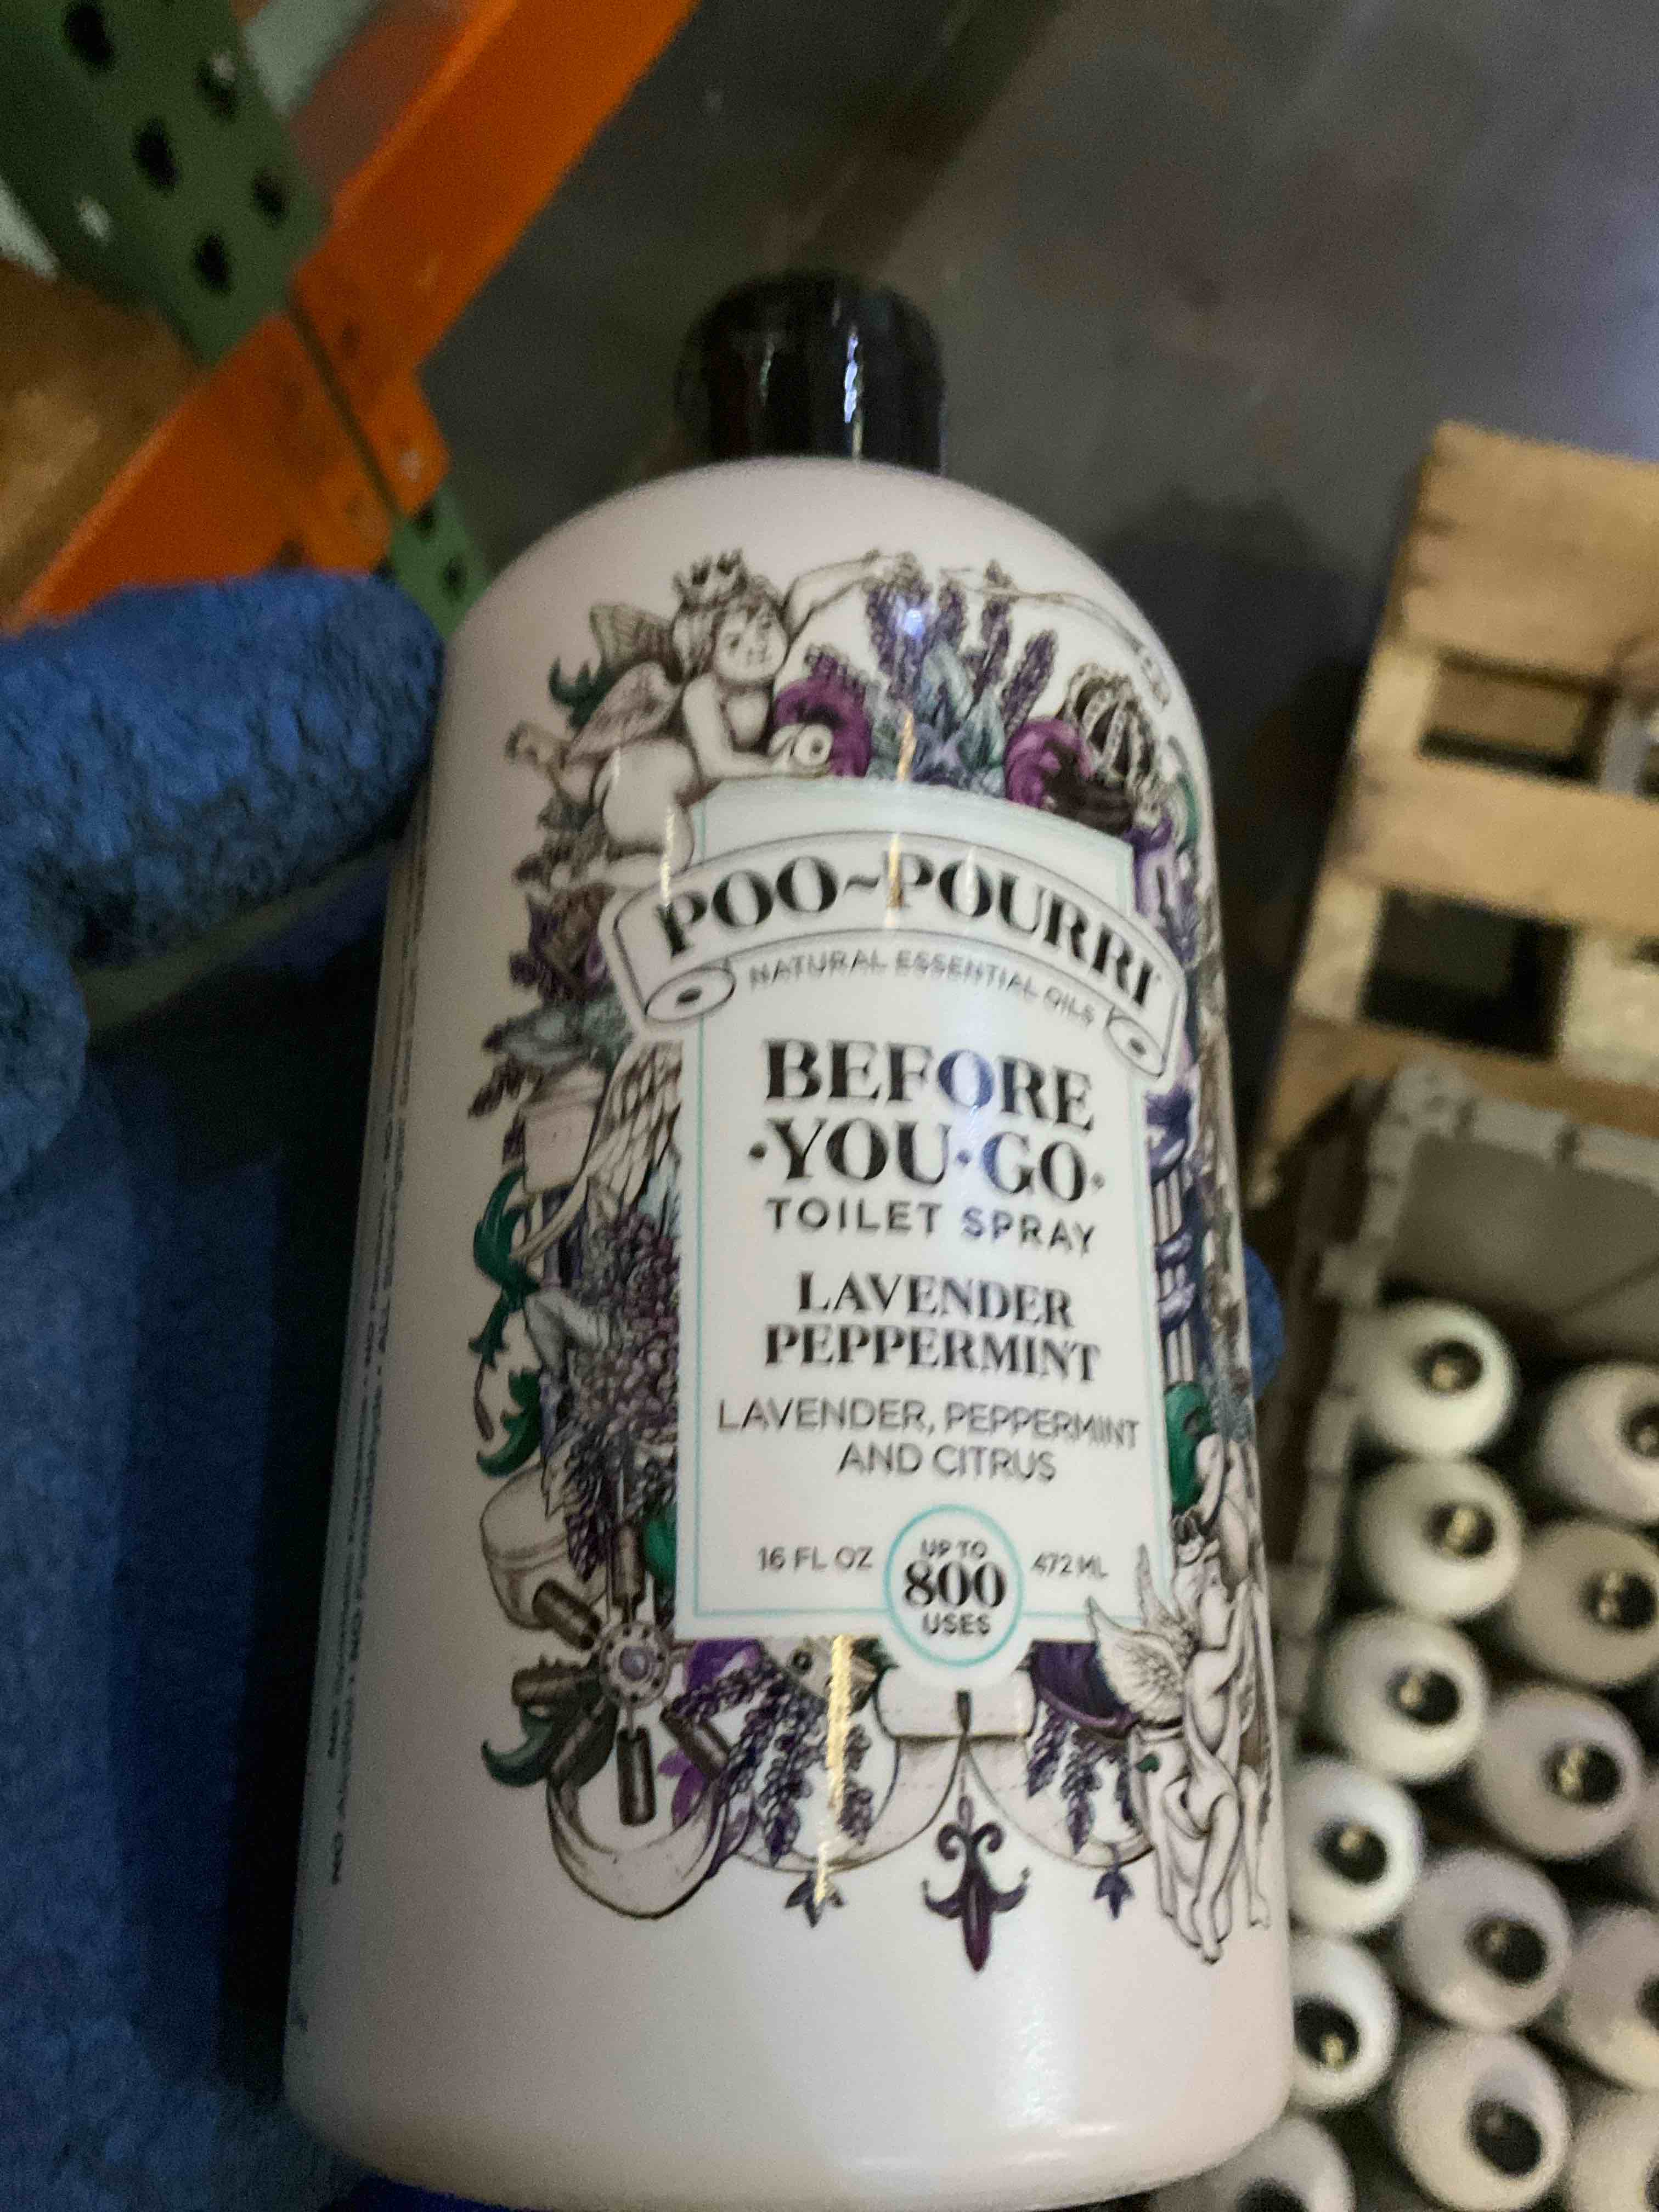 POO~POURRI
NATURAL ESSENTIAL OILS
BEFORE
·YOU·GO·
TOILET SPRAY
LAVENDER
PEPPERMINT
LAVENDER, PEPPERMINT
AND CITRUS
16 FL OZ
UP TO
800
USES
472 ML